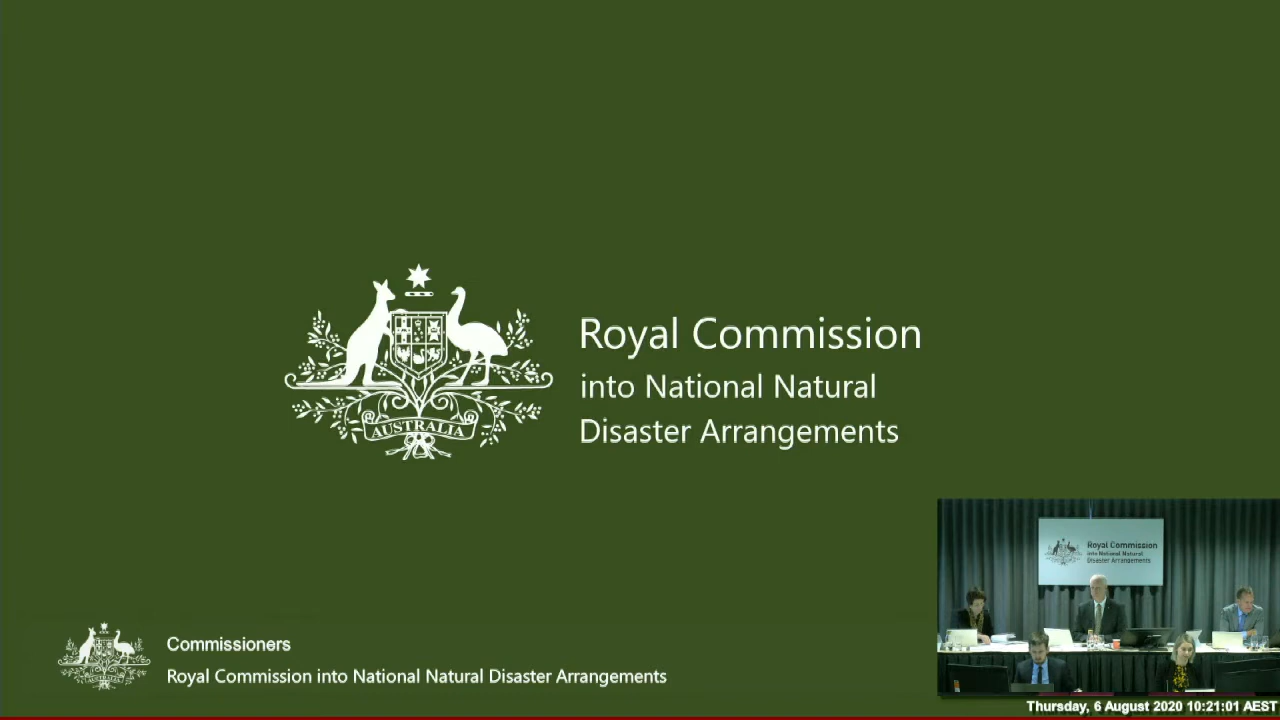 Royal Commission
into National Natural
Disaster Arrangements
AUSTRALIA
Commissioners
Royal Commission into National Natural Disaster Arrangements
Royal Commission
into National Natural
Disaster Arrangements
Thursday, 6 August 2020 10:21:01 AEST